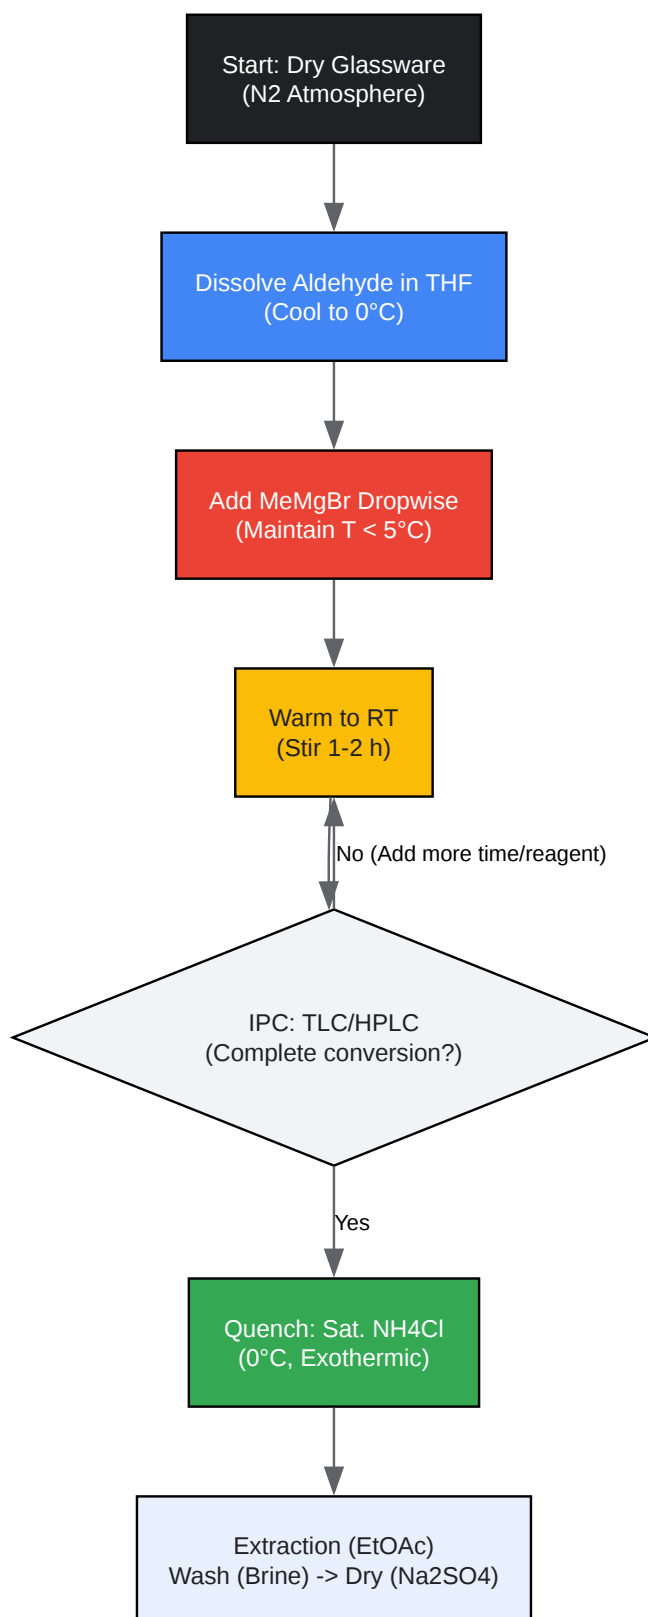 Start: Dry Glassware
(N2 Atmosphere)
Dissolve Aldehyde in THF
(Cool to 0°C)
Add MeMgBr Dropwise
(Maintain T < 5°C)
Warm to RT
(Stir 1-2 h)
No (Add more time/reagent)
IPC: TLC/HPLC
(Complete conversion?)
Yes
Quench: Sat. NH4Cl
(0°C, Exothermic)
Extraction (EtOAc)
Wash (Brine) -> Dry (Na2SO4)